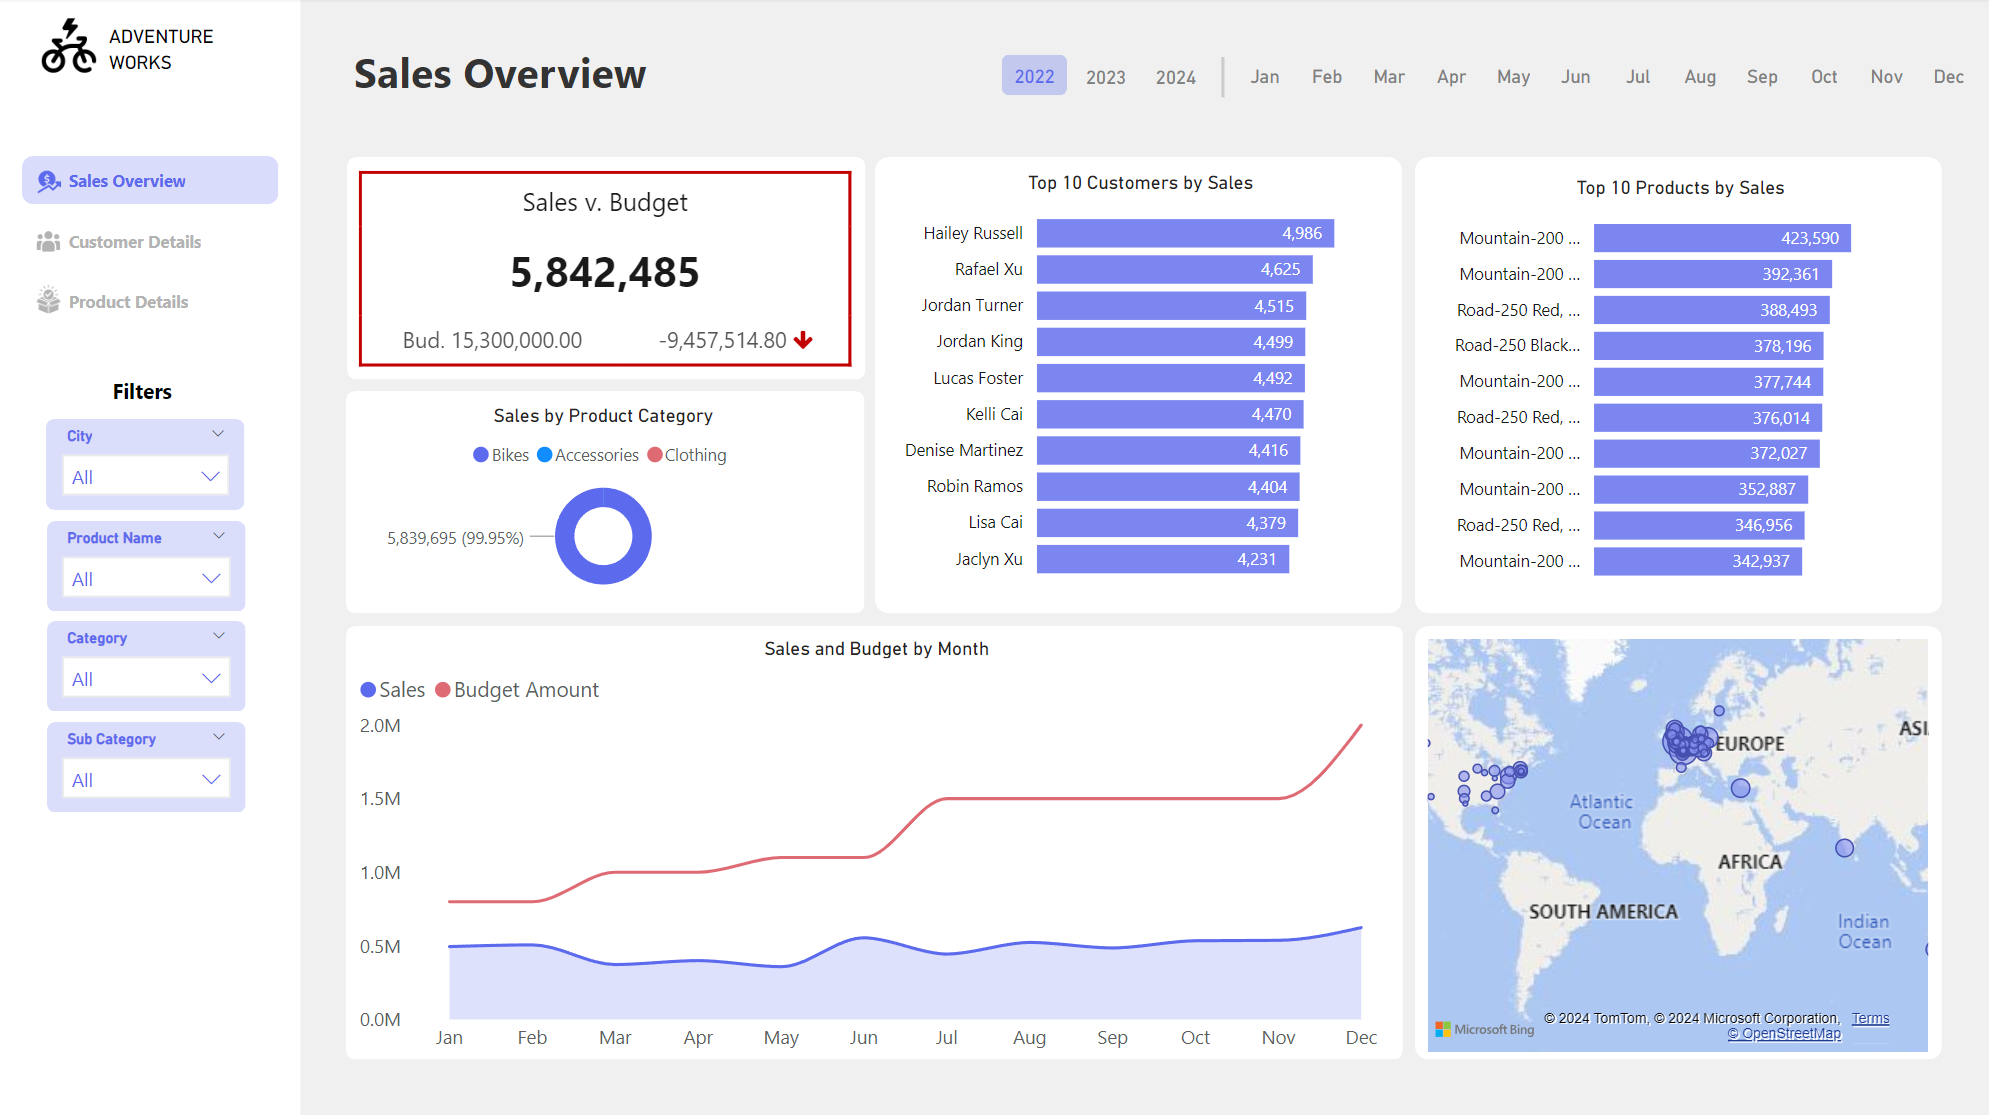 ADVENTURE
WORKS
Sales Overview
2022 2023 2024 Jan Feb Mar Apr May Jun Jul Aug Sep Oct Nov Dec
Sales Overview
Customer Details
Product Details
Filters
City
All
Product Name
All
Category
All
Sub Category
All
Sales v. Budget
5,842,485
Bud. 15,300,000.00 -9,457,514.80
Sales by Product Category
Bikes Accessories Clothing
5,839,695 (99.95%)
Top 10 Customers by Sales
Hailey Russell 4,986
Rafael Xu 4,625
Jordan Turner 4,515
Jordan King 4,499
Lucas Foster 4,492
Kelli Cai 4,470
Denise Martinez 4,416
Robin Ramos 4,404
Lisa Cai 4,379
Jaclyn Xu 4,231
Top 10 Products by Sales
Mountain-200 ... 423,590
Mountain-200 ... 392,361
Road-250 Red, ... 388,493
Road-250 Black... 378,196
Mountain-200 ... 377,744
Road-250 Red, ... 376,014
Mountain-200 ... 372,027
Mountain-200 ... 352,887
Road-250 Red, ... 346,956
Mountain-200 ... 342,937
Sales and Budget by Month
Sales Budget Amount
2.0M
1.5M
1.0M
0.5M
0.0M
Jan Feb Mar Apr May Jun Jul Aug Sep Oct Nov Dec
ASI
EUROPE
Atlantic
Ocean
AFRICA
SOUTH AMERICA
Indian
Ocean
Microsoft Bing
© 2024 TomTom, © 2024 Microsoft Corporation, Terms
© OpenStreetMap